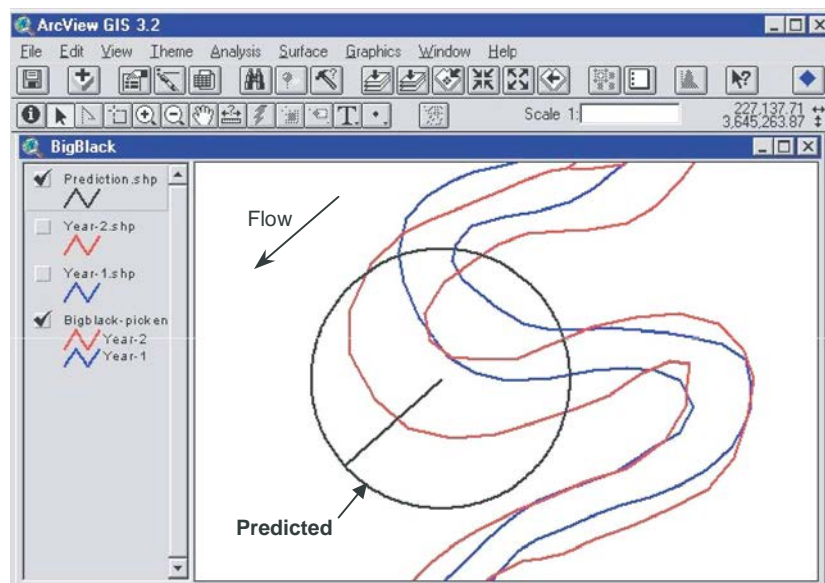 ArcView GIS 3.2
File Edit View Theme Analysis Surface Graphics Window Help
Scale 1:
227,137.71
3,645,263.87
BigBlack
Prediction.shp
Year-2.shp
Year-1.shp
Bigblack-picken
Year-2
Year-1
Flow
Predicted